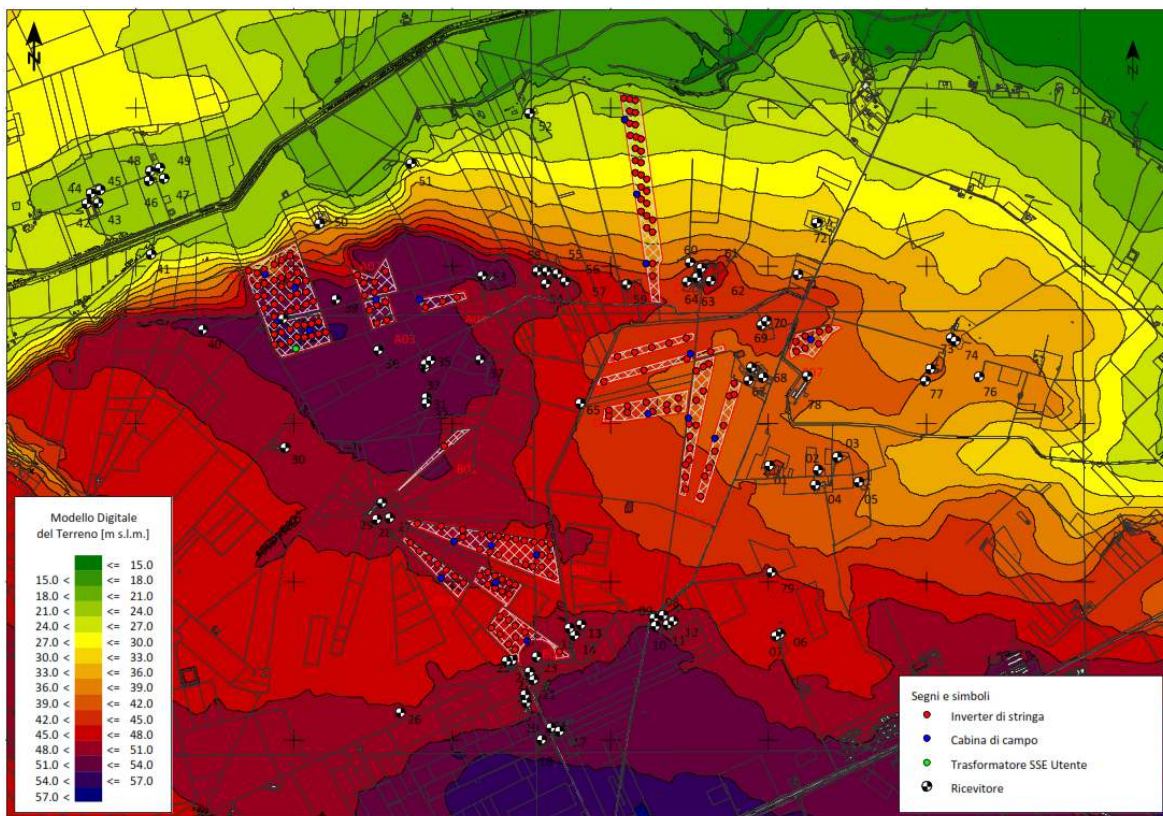 N
N
52
51
48
49
44
45
46
47
43
42
50
41
72
60
61
55
56
57
62
64
63
59
40
39
A03
36
35
37
37
31
70
69
74
73
76
77
68
78
65
30
03
02
01
04
05
79
06
07
13
14
10
11
12
26
17
Modello Digitale
del Terreno [m s.l.m.]
<= 15.0
15.0 < <= 18.0
18.0 < <= 21.0
21.0 < <= 24.0
24.0 < <= 27.0
27.0 < <= 30.0
30.0 < <= 33.0
33.0 < <= 36.0
36.0 < <= 39.0
39.0 < <= 42.0
42.0 < <= 45.0
45.0 < <= 48.0
48.0 < <= 51.0
51.0 < <= 54.0
54.0 < <= 57.0
57.0 <
Segni e simboli
Inverter di stringa
Cabina di campo
Trasformatore SSE Utente
Ricevitore